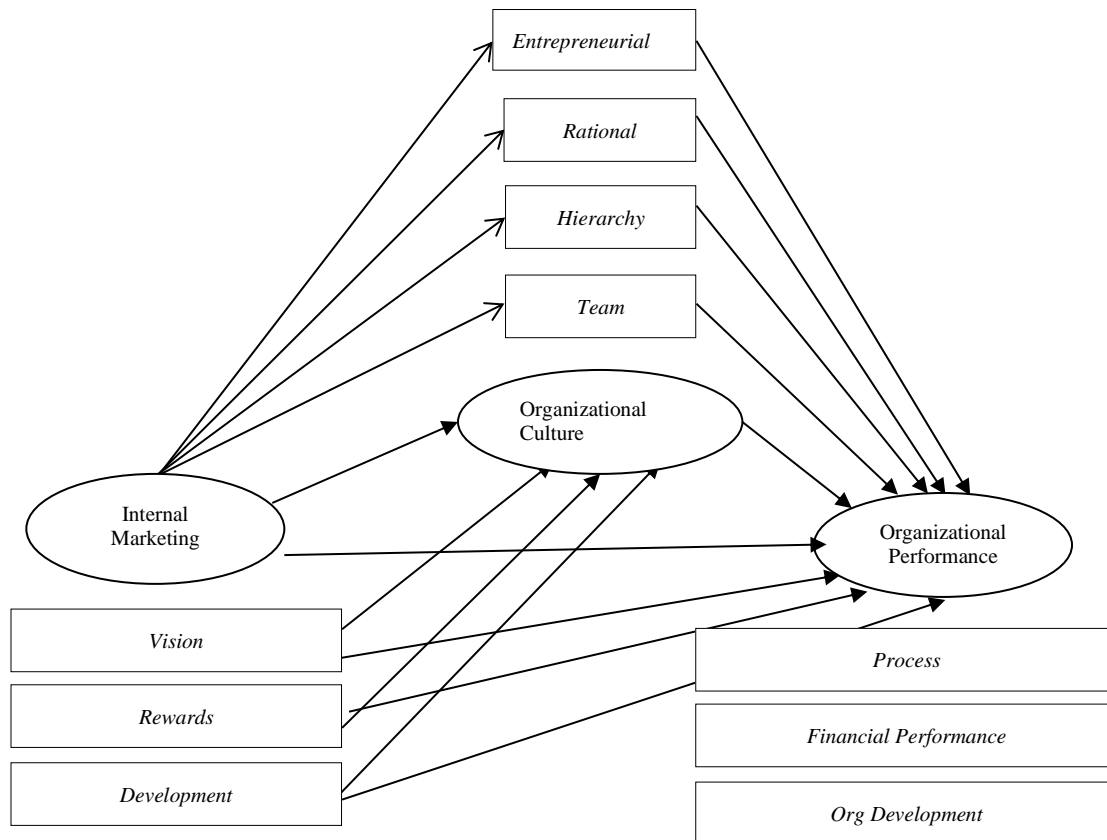 Entrepreneurial
Rational
Hierarchy
Team
Organizational
Culture
Internal
Marketing
Organizational
Performance
Vision
Rewards
Development
Process
Financial Performance
Org Development